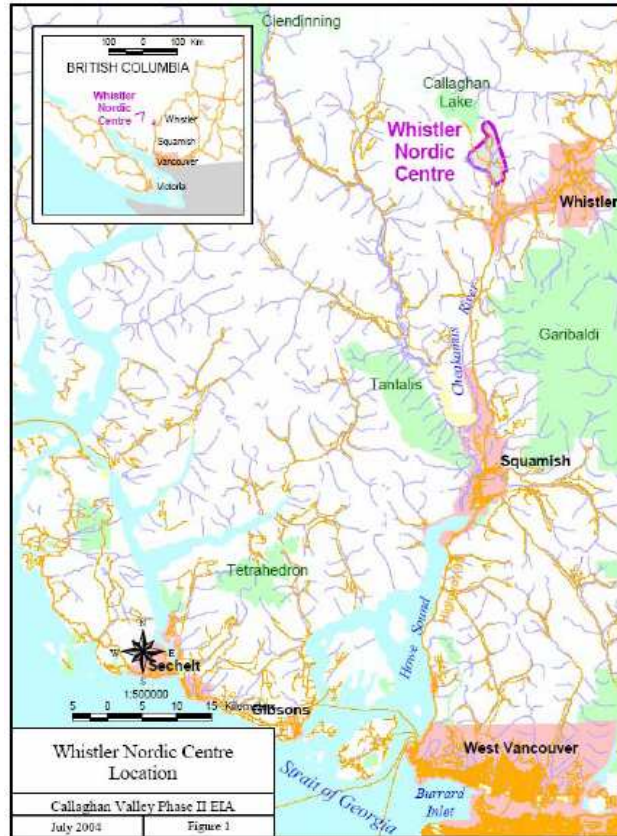 Clendinning
100 0 100 Km
BRITISH COLUMBIA
Whistler
Nordic
Centre
Whistler
Squamish
Vancouver
Victoria
Callaghan
Lake
Whistler
Nordic
Centre
Whistler
Cheakamus River
Garibaldi
Tantalis
Squamish
Tetrahedron
Howe Sound
N
W E
S
Sechelt
1:500000
5 0 5 10 15 Kilometers
Gibsons
West Vancouver
Strait of Georgia
Burrard
Inlet
Whistler Nordic Centre
Location
Callaghan Valley Phase II EIA
July 2004 Figure 1